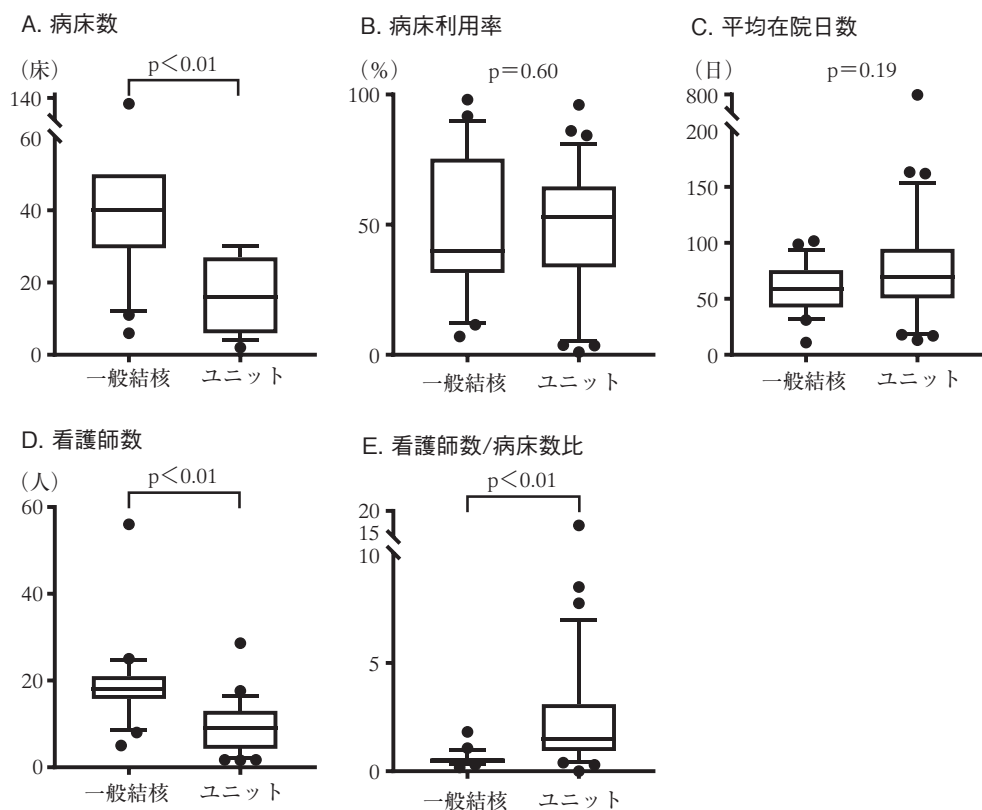 A. 病床数
（床）
p＜0.01
140
60
40
20
0
一般結核
ユニット
B. 病床利用率
（%）
p＝0.60
100
50
0
一般結核
ユニット
C. 平均在院日数
（日）
p＝0.19
800
200
150
100
50
0
一般結核
ユニット
D. 看護師数
（人）
p＜0.01
60
40
20
0
一般結核
ユニット
E. 看護師数/病床数比
p＜0.01
20
15
10
5
0
一般結核
ユニット